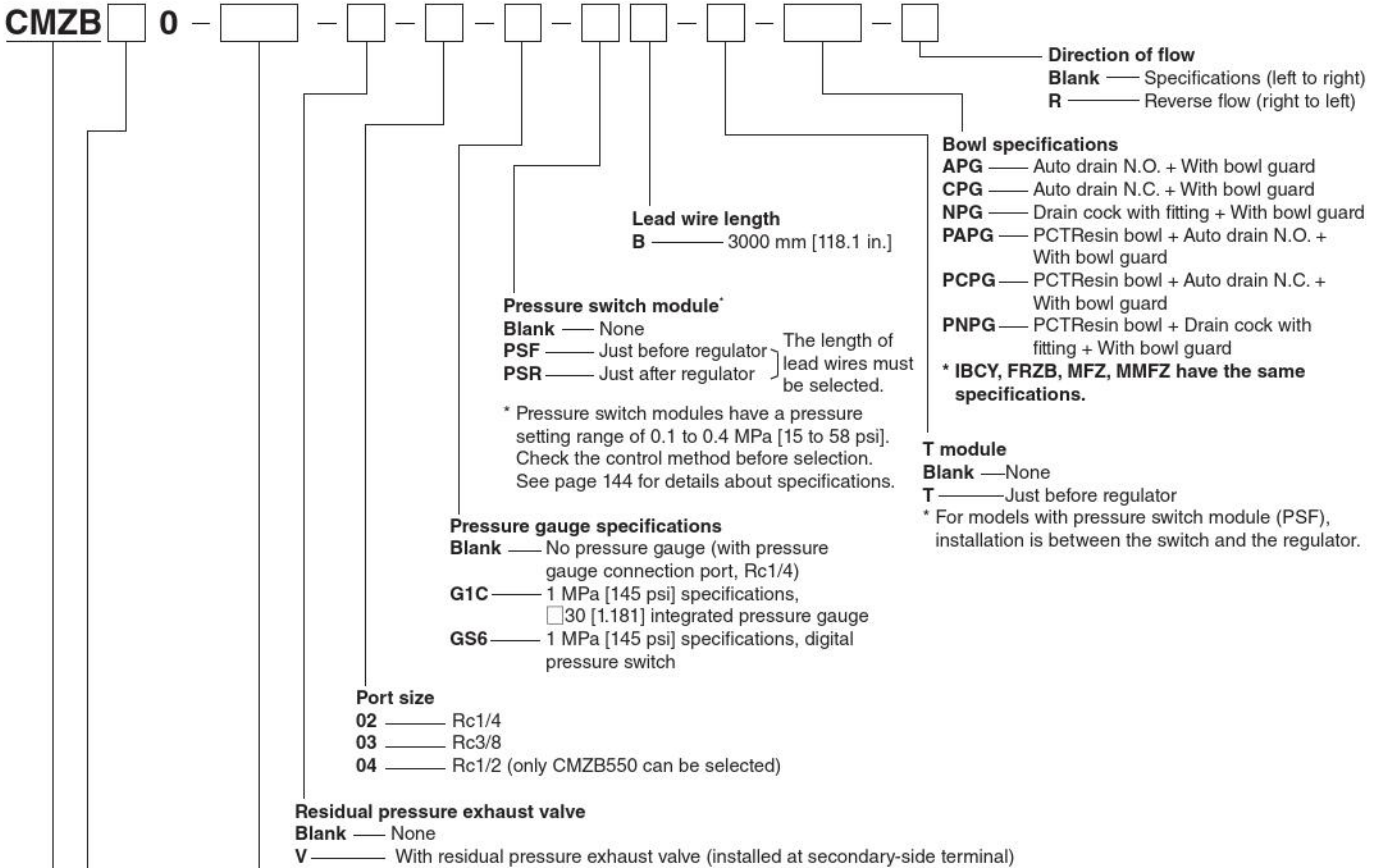 CMZB□ 0 – □ – □ – □ – □ – □ □ – □ – □ – □
Direction of flow
Blank — Specifications (left to right)
R — Reverse flow (right to left)
Bowl specifications
APG — Auto drain N.O. + With bowl guard
CPG — Auto drain N.C. + With bowl guard
NPG — Drain cock with fitting + With bowl guard
PAPG — PCTResin bowl + Auto drain N.O. +
With bowl guard
PCPG — PCTResin bowl + Auto drain N.C. +
With bowl guard
PNPG — PCTResin bowl + Drain cock with
fitting + With bowl guard
* IBCY, FRZB, MFZ, MMFZ have the same
specifications.
Lead wire length
B — 3000 mm [118.1 in.]
Pressure switch module*
Blank — None
PSF — Just before regulator
PSR — Just after regulator
The length of
lead wires must
be selected.
* Pressure switch modules have a pressure
setting range of 0.1 to 0.4 MPa [15 to 58 psi].
Check the control method before selection.
See page 144 for details about specifications.
T module
Blank — None
T — Just before regulator
* For models with pressure switch module (PSF),
installation is between the switch and the regulator.
Pressure gauge specifications
Blank — No pressure gauge (with pressure
gauge connection port, Rc1/4)
G1C — 1 MPa [145 psi] specifications,
□30 [1.181] integrated pressure gauge
GS6 — 1 MPa [145 psi] specifications, digital
pressure switch
Port size
02 — Rc1/4
03 — Rc3/8
04 — Rc1/2 (only CMZB550 can be selected)
Residual pressure exhaust valve
Blank — None
V — With residual pressure exhaust valve (installed at secondary-side terminal)